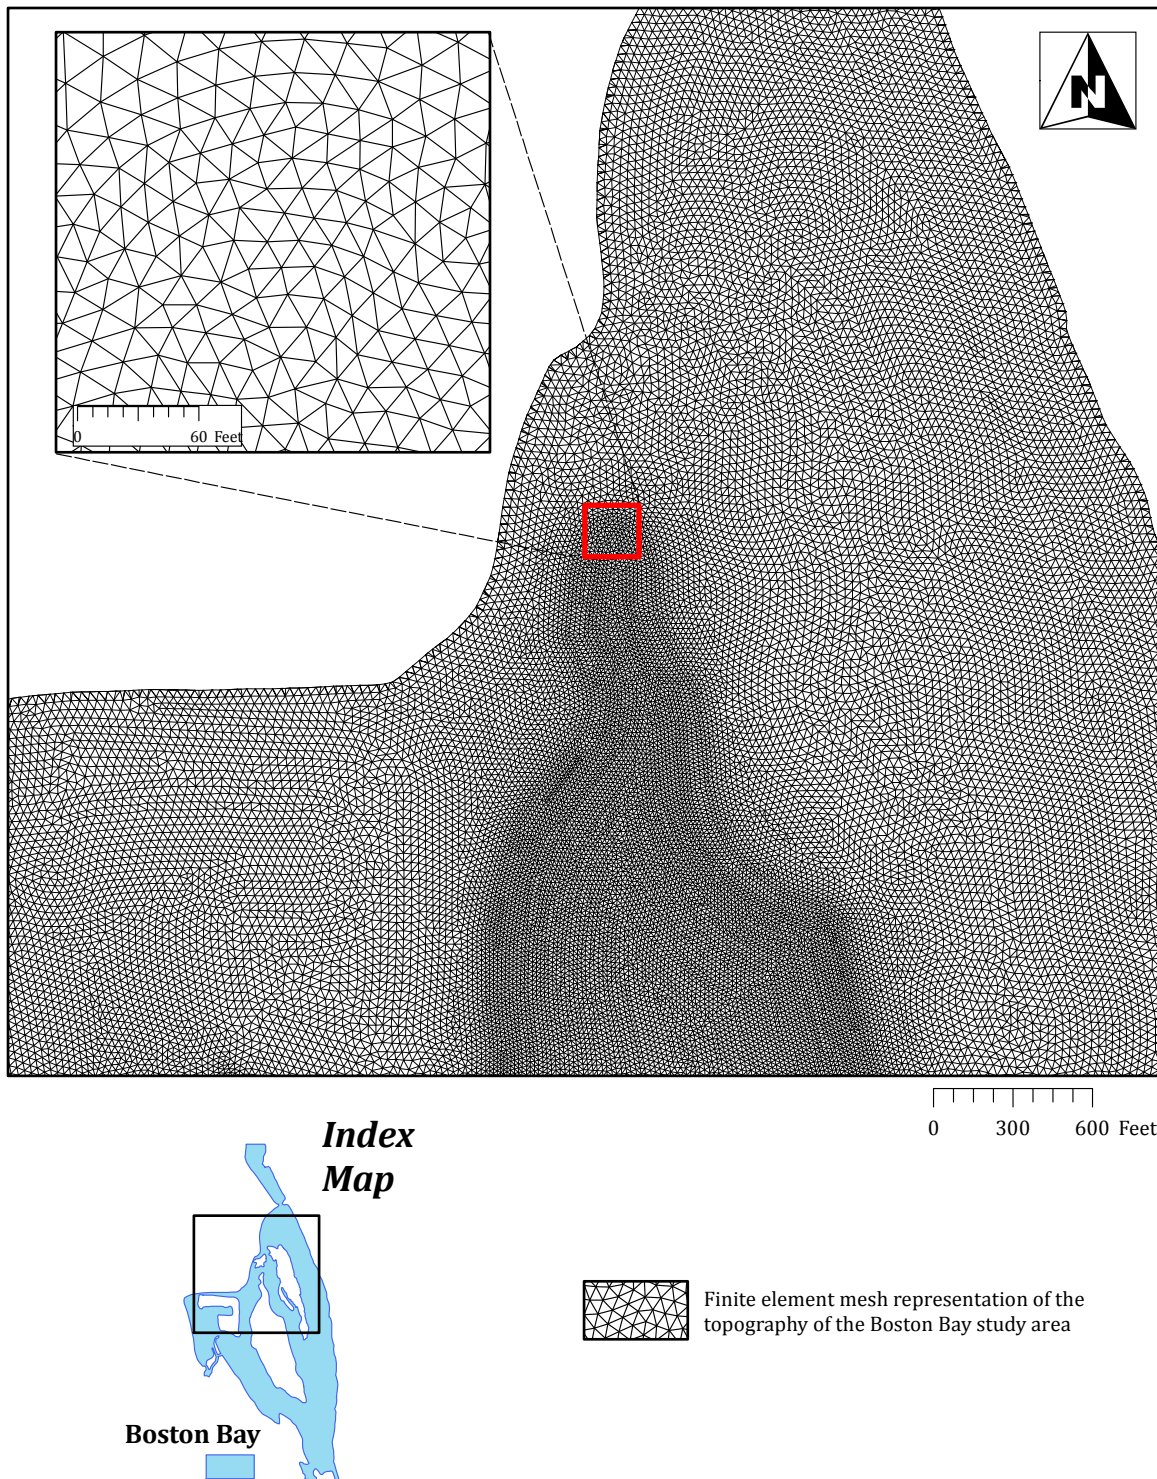 N
0 60 Feet
0 300 600 Feet
Index
Map
Finite element mesh representation of the
topography of the Boston Bay study area
Boston Bay